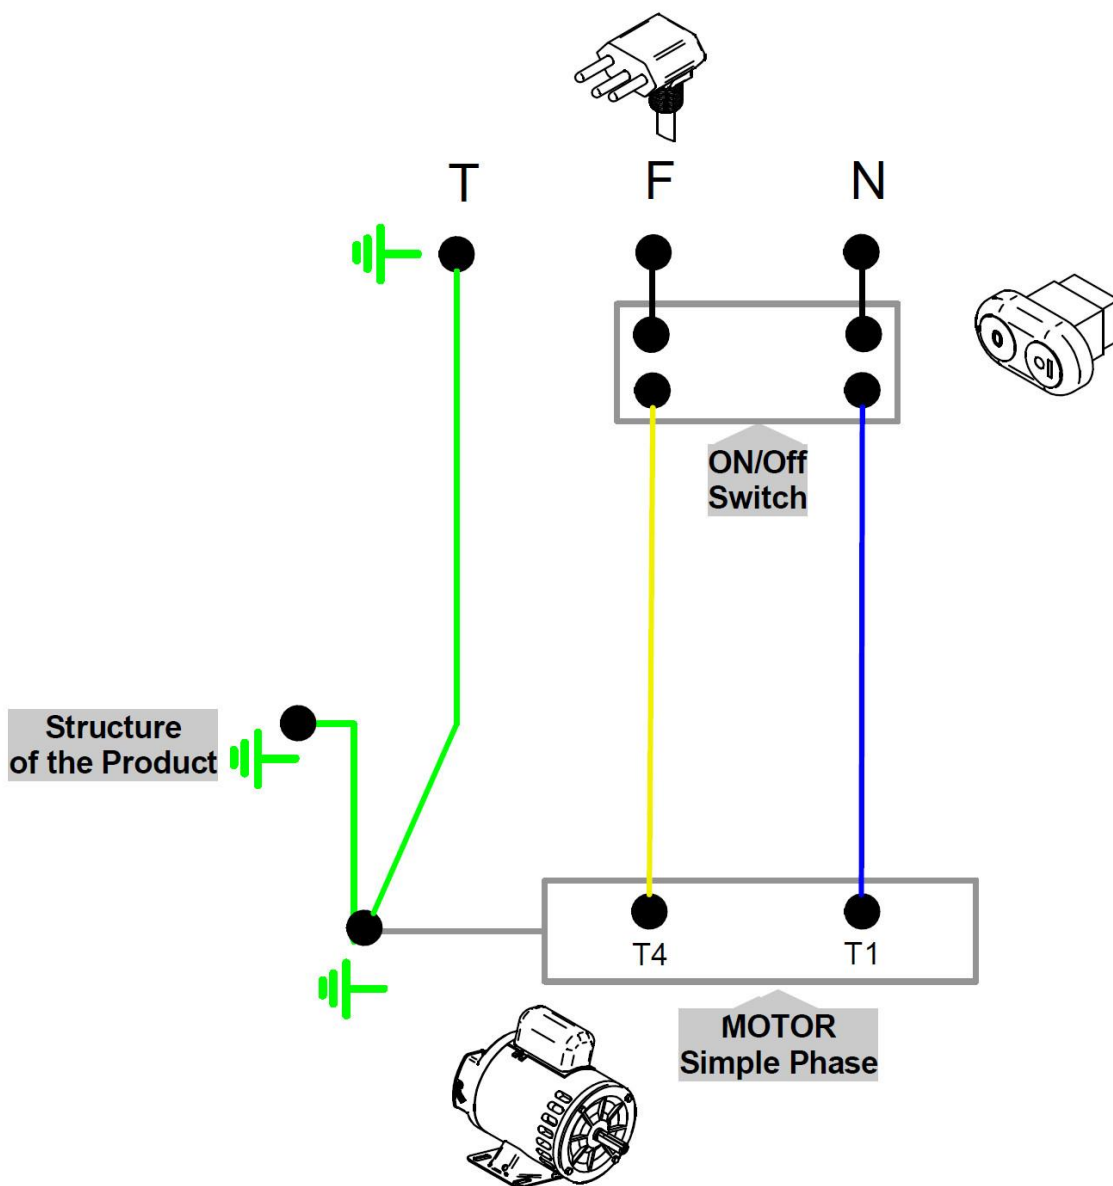 T F N
ON/Off
Switch
Structure
of the Product
T4 T1
MOTOR
Simple Phase